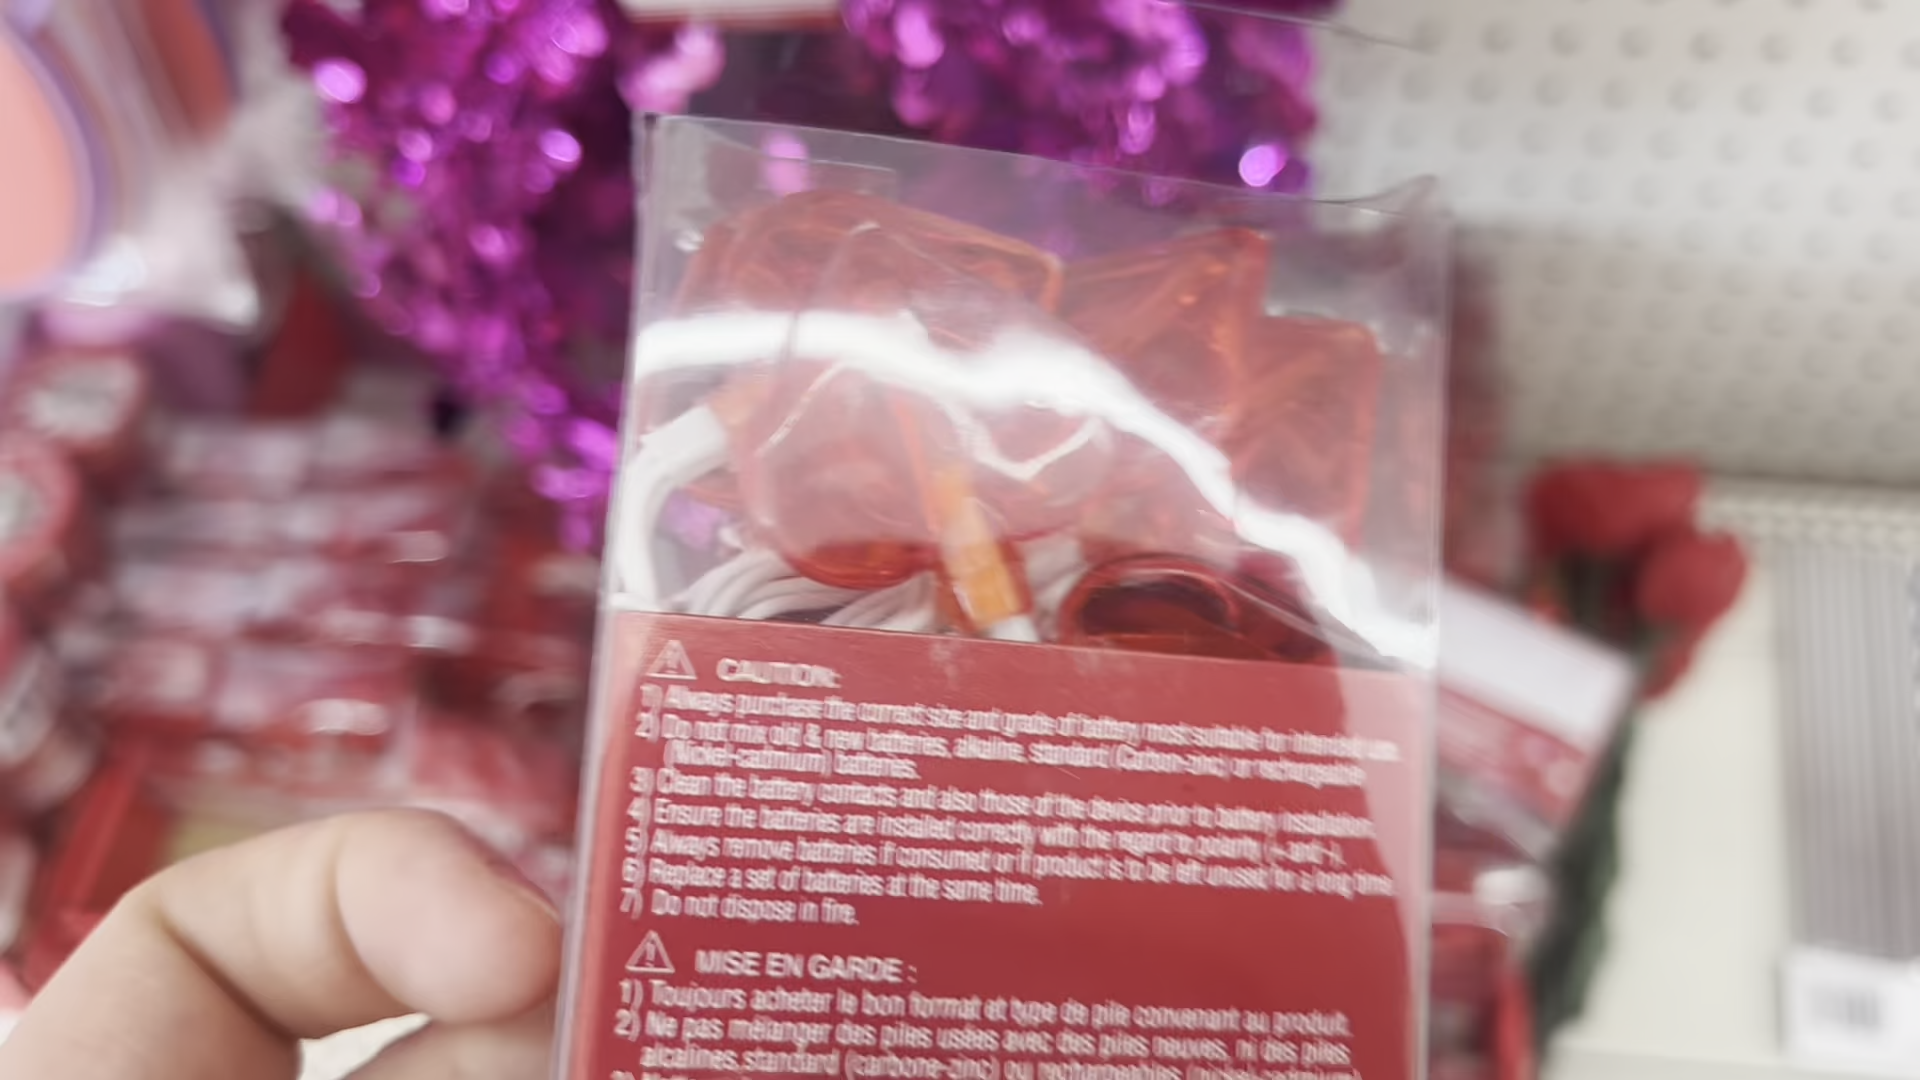 CAUTION:
1) Always purchase the correct size and grade of battery most suitable for intended use.
2) Do not mix old & new batteries, alkaline, standard (Carbon-zinc) or rechargeable
(Nickel-cadmium) batteries.
3) Clean the battery contacts and also those of the device prior to battery installation.
4) Ensure the batteries are installed correctly with the regard to polarity (+ and -).
5) Always remove batteries if consumed or if product is to be left unused for a long time.
6) Replace a set of batteries at the same time.
7) Do not dispose in fire.
MISE EN GARDE :
1) Toujours acheter le bon format et type de pile convenant au produit.
2) Ne pas mélanger des piles usées avec des piles neuves, ni des piles
alcalines, standard (carbone-zinc) ou rechargeables (nickel-cadmium)